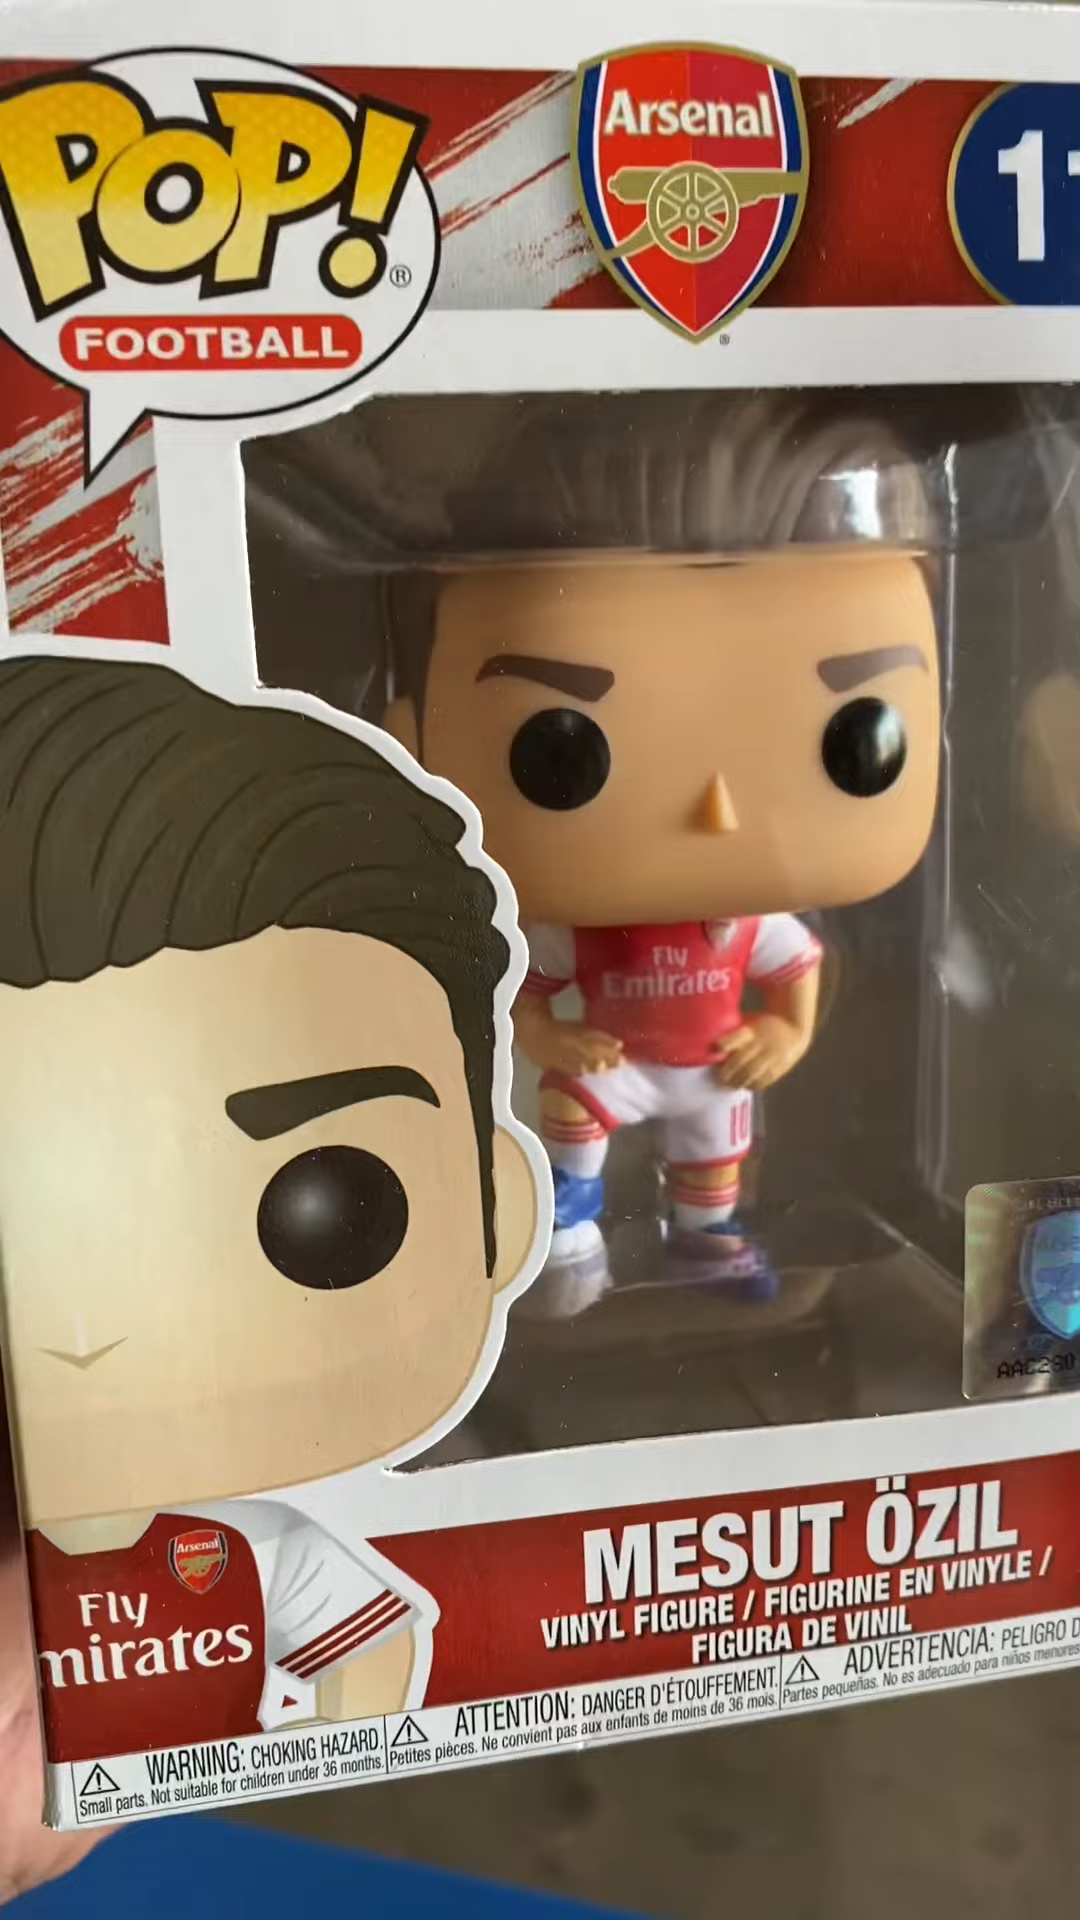 POP!®
FOOTBALL
Arsenal
®
Fly
Emirates
10
Arsenal
Fly
mirates
MESUT ÖZIL
VINYL FIGURE / FIGURINE EN VINYLE /
FIGURA DE VINIL
WARNING: CHOKING HAZARD.
Small parts. Not suitable for children under 36 months.
ATTENTION: DANGER D'ÉTOUFFEMENT.
Petites pièces. Ne convient pas aux enfants de moins de 36 mois.
ADVERTENCIA: PELIGRO D
Partes pequeñas. No es adecuado para niños menores